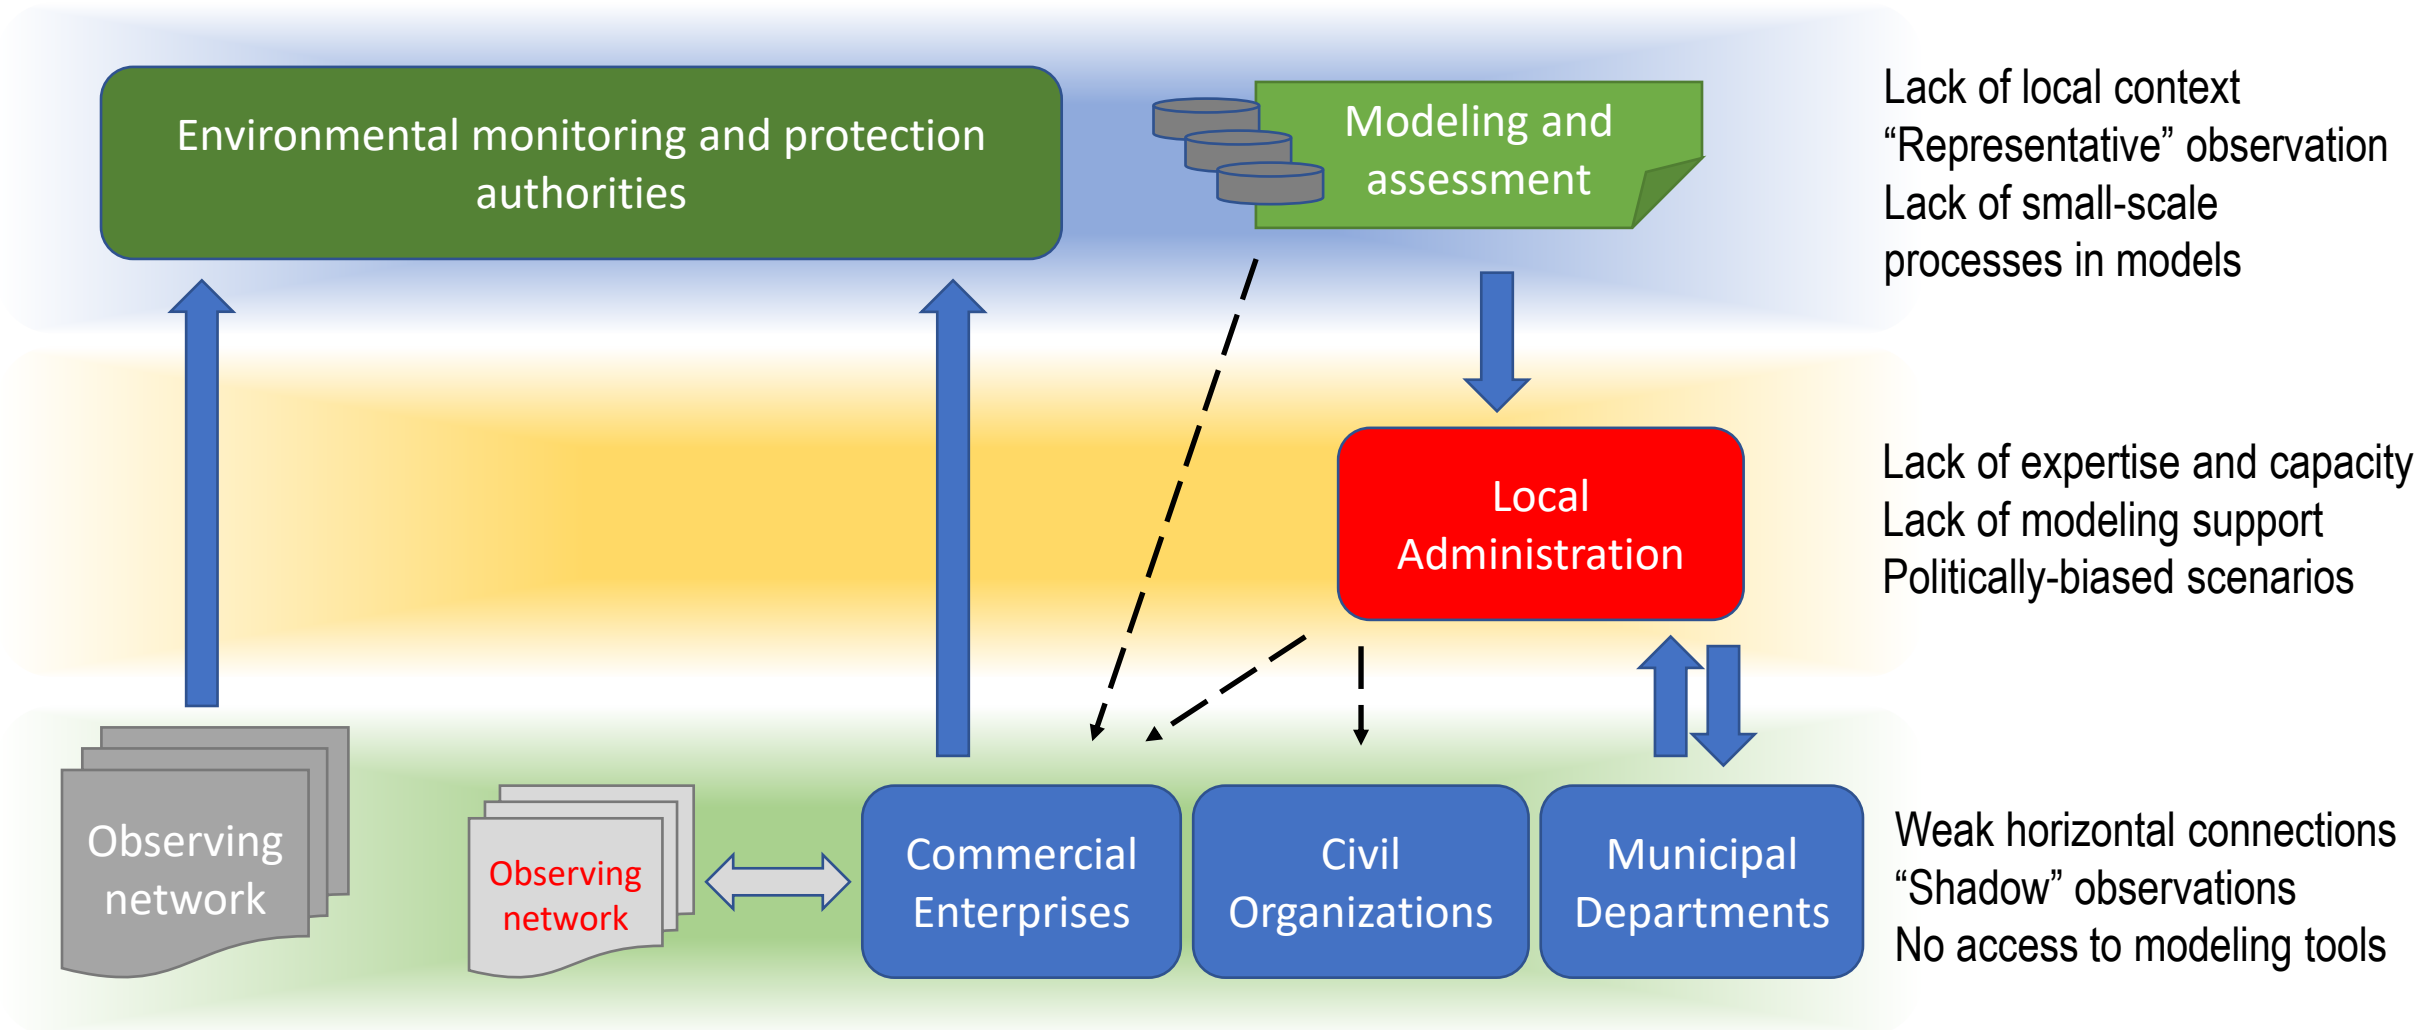 Environmental monitoring and protection
authorities
Modeling and
assessment
Lack of local context
“Representative” observation
Lack of small-scale
processes in models
Local
Administration
Lack of expertise and capacity
Lack of modeling support
Politically-biased scenarios
Observing
network
Observing
network
Commercial
Enterprises
Civil
Organizations
Municipal
Departments
Weak horizontal connections
“Shadow” observations
No access to modeling tools